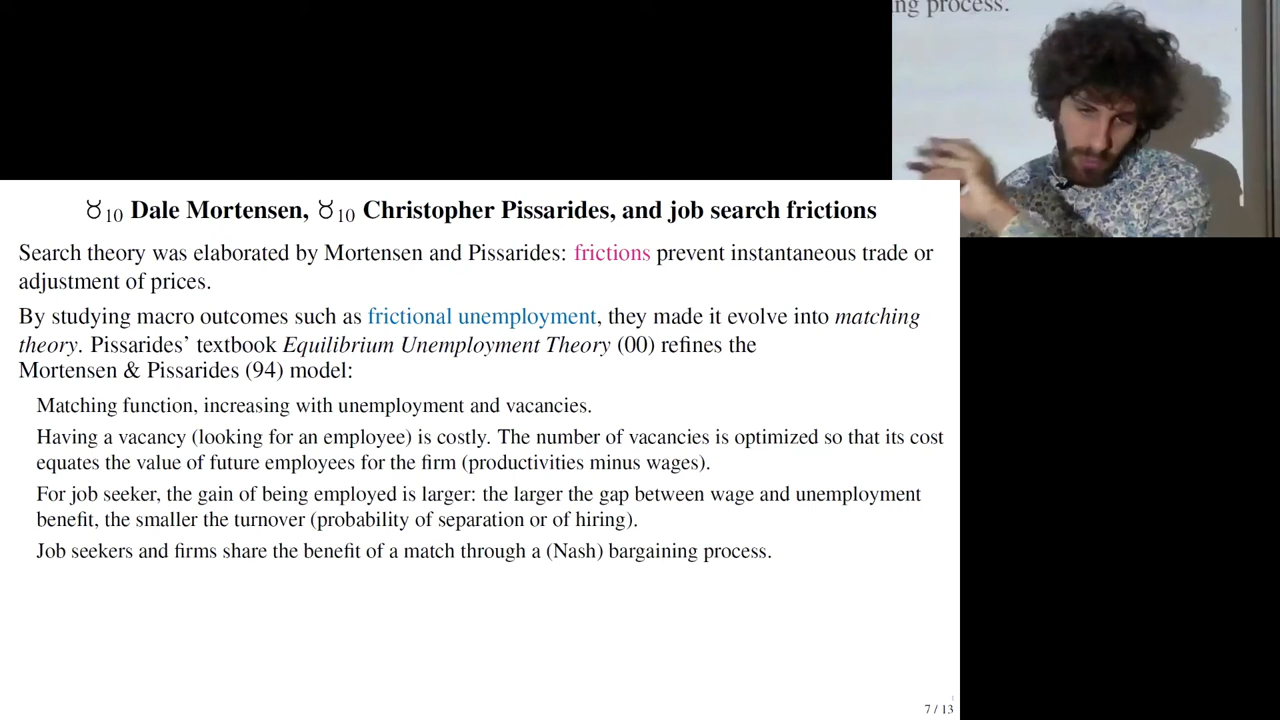 ng process.
♉10 Dale Mortensen, ♉10 Christopher Pissarides, and job search frictions
Search theory was elaborated by Mortensen and Pissarides: frictions prevent instantaneous trade or
adjustment of prices.
By studying macro outcomes such as frictional unemployment, they made it evolve into matching
theory. Pissarides’ textbook Equilibrium Unemployment Theory (00) refines the
Mortensen & Pissarides (94) model:
Matching function, increasing with unemployment and vacancies.
Having a vacancy (looking for an employee) is costly. The number of vacancies is optimized so that its cost
equates the value of future employees for the firm (productivities minus wages).
For job seeker, the gain of being employed is larger: the larger the gap between wage and unemployment
benefit, the smaller the turnover (probability of separation or of hiring).
Job seekers and firms share the benefit of a match through a (Nash) bargaining process.
7 / 13